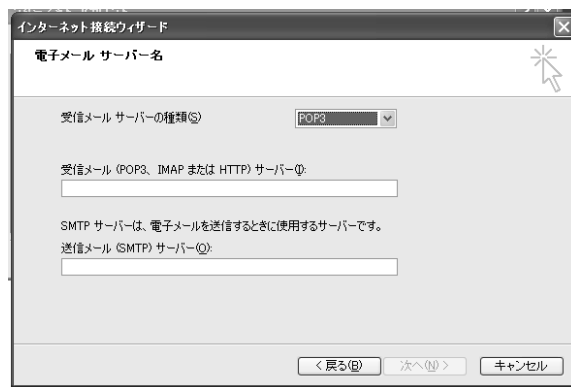 インターネット接続ウィザード
電子メール サーバー名
受信メール サーバーの種類(S)
POP3
受信メール (POP3、IMAP または HTTP) サーバー(I):
SMTP サーバーは、電子メールを送信するときに使用するサーバーです。
送信メール (SMTP) サーバー(O):
< 戻る(B)
次へ(N) >
キャンセル